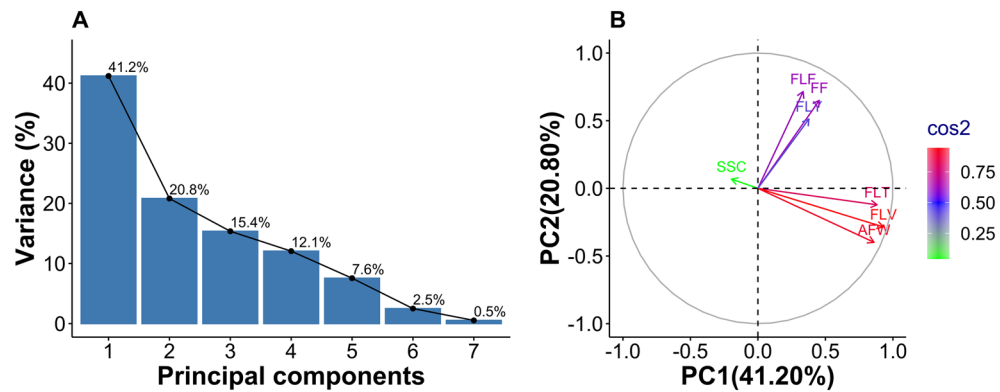 A
Variance (%)
40
30
20
10
0
41.2%
20.8%
15.4%
12.1%
7.6%
2.5%
0.5%
1 2 3 4 5 6 7
Principal components
B
PC2(20.80%)
1.0
0.5
0.0
-0.5
-1.0
FLF
FF
SSC
FLT
FLV
AFW
-1.0 -0.5 0.0 0.5 1.0
PC1(41.20%)
cos2
0.75
0.50
0.25